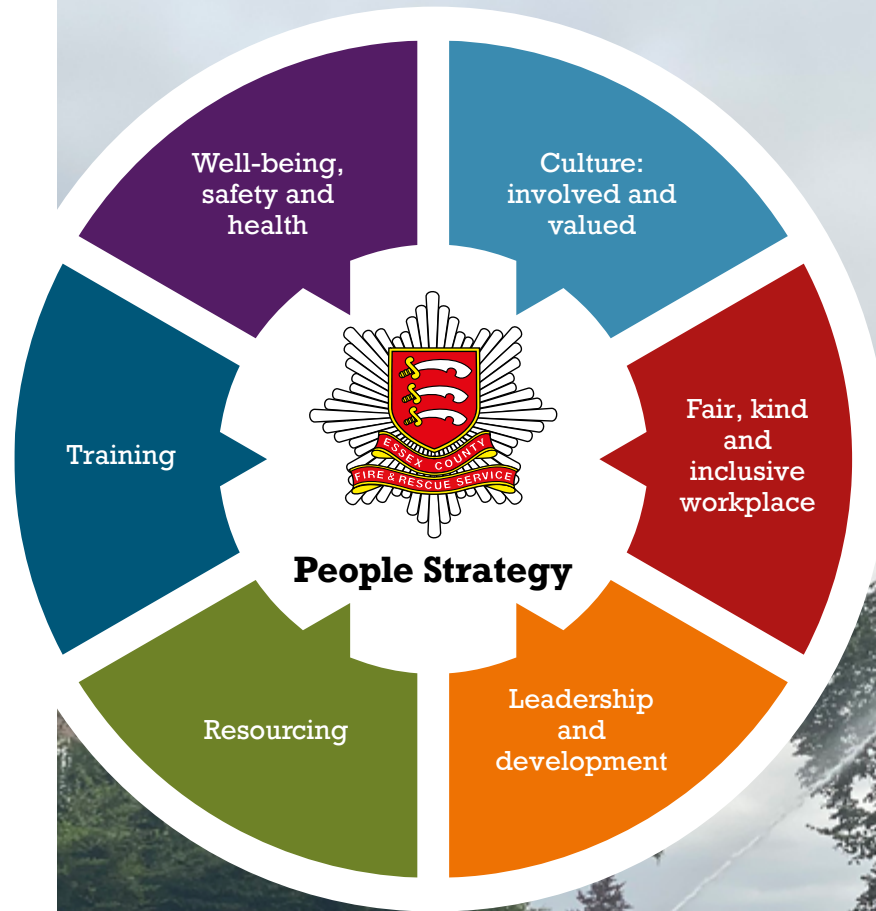 Well-being,
safety and
health
Culture:
involved and
valued
Training
ESSEX COUNTY
FIRE & RESCUE SERVICE
People Strategy
Fair, kind
and
inclusive
workplace
Resourcing
Leadership
and
development